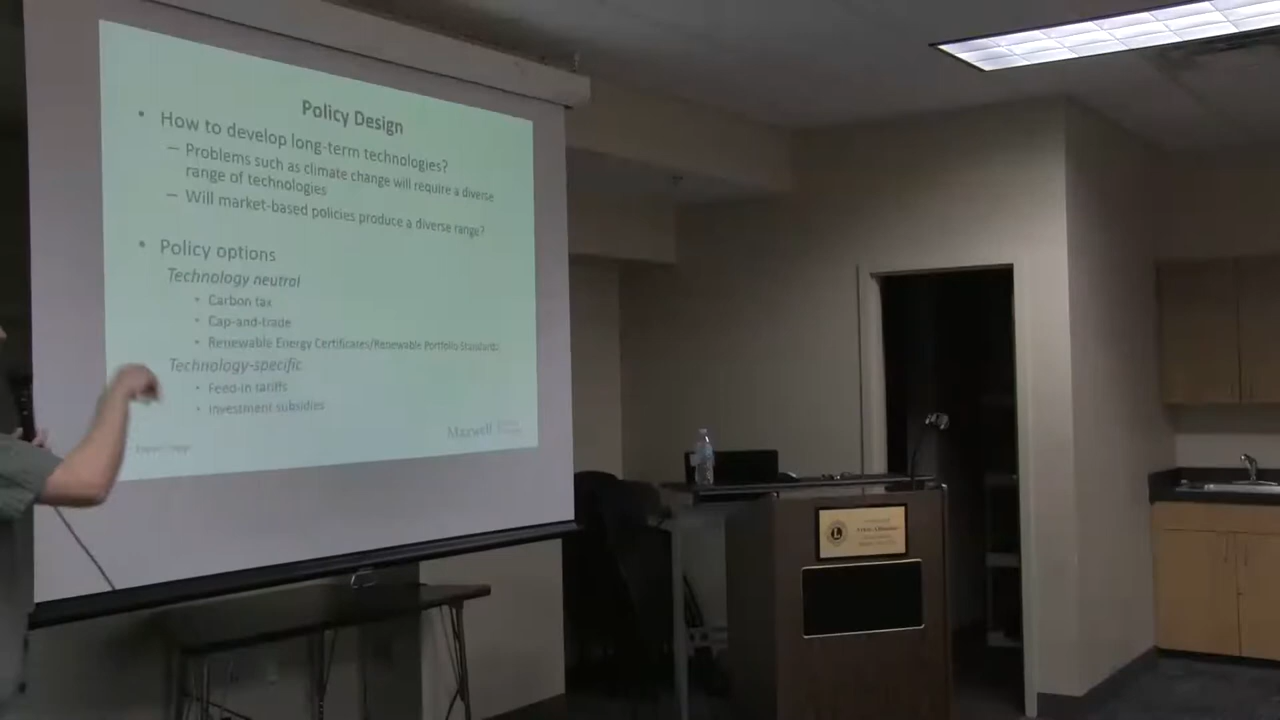 Policy Design
• How to develop long-term technologies?
– Problems such as climate change will require a diverse
range of technologies
– Will market-based policies produce a diverse range?
• Policy options
Technology neutral
• Carbon tax
• Cap-and-trade
• Renewable Energy Certificates/Renewable Portfolio Standards
Technology-specific
• Feed-in tariffs
• Investment subsidies
Maxwell
L